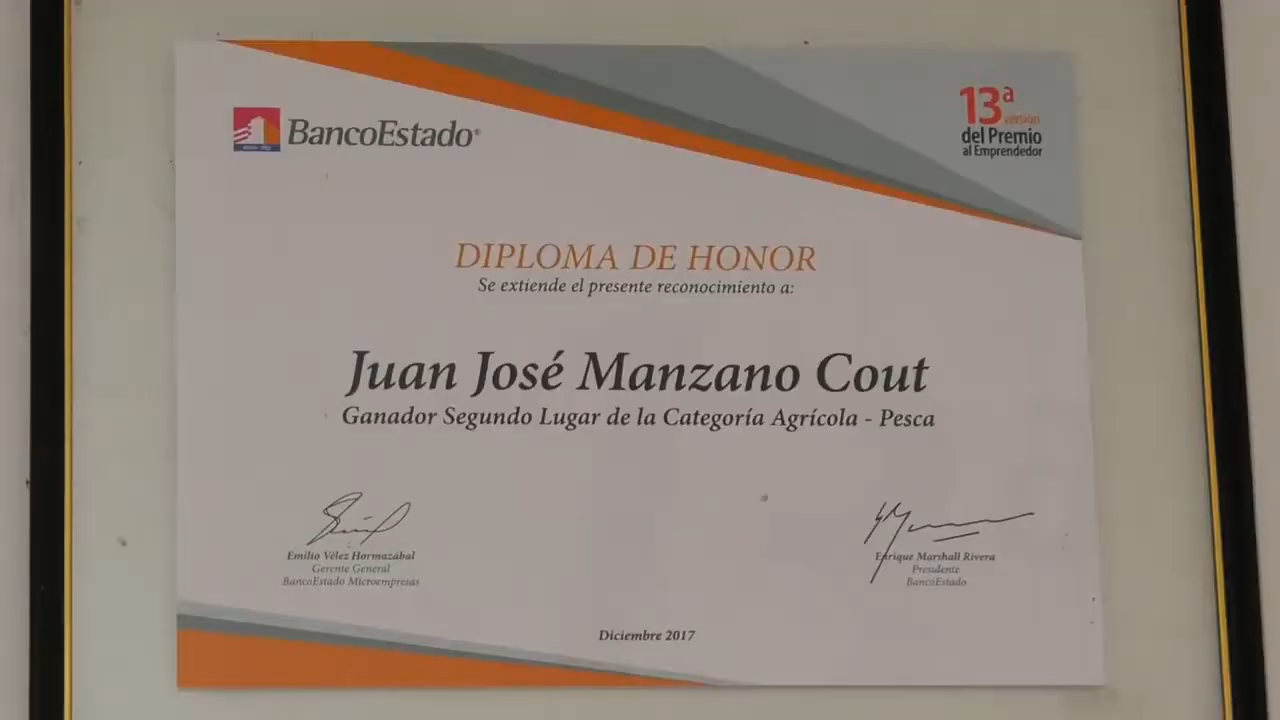 BancoEstado®
13ª
versión
del Premio
al Emprendedor
DIPLOMA DE HONOR
Se extiende el presente reconocimiento a:
Juan José Manzano Cout
Ganador Segundo Lugar de la Categoría Agrícola - Pesca
Emilio Vélez Hormazábal
Gerente General
BancoEstado Microempresas
Enrique Marshall Rivera
Presidente
BancoEstado
Diciembre 2017